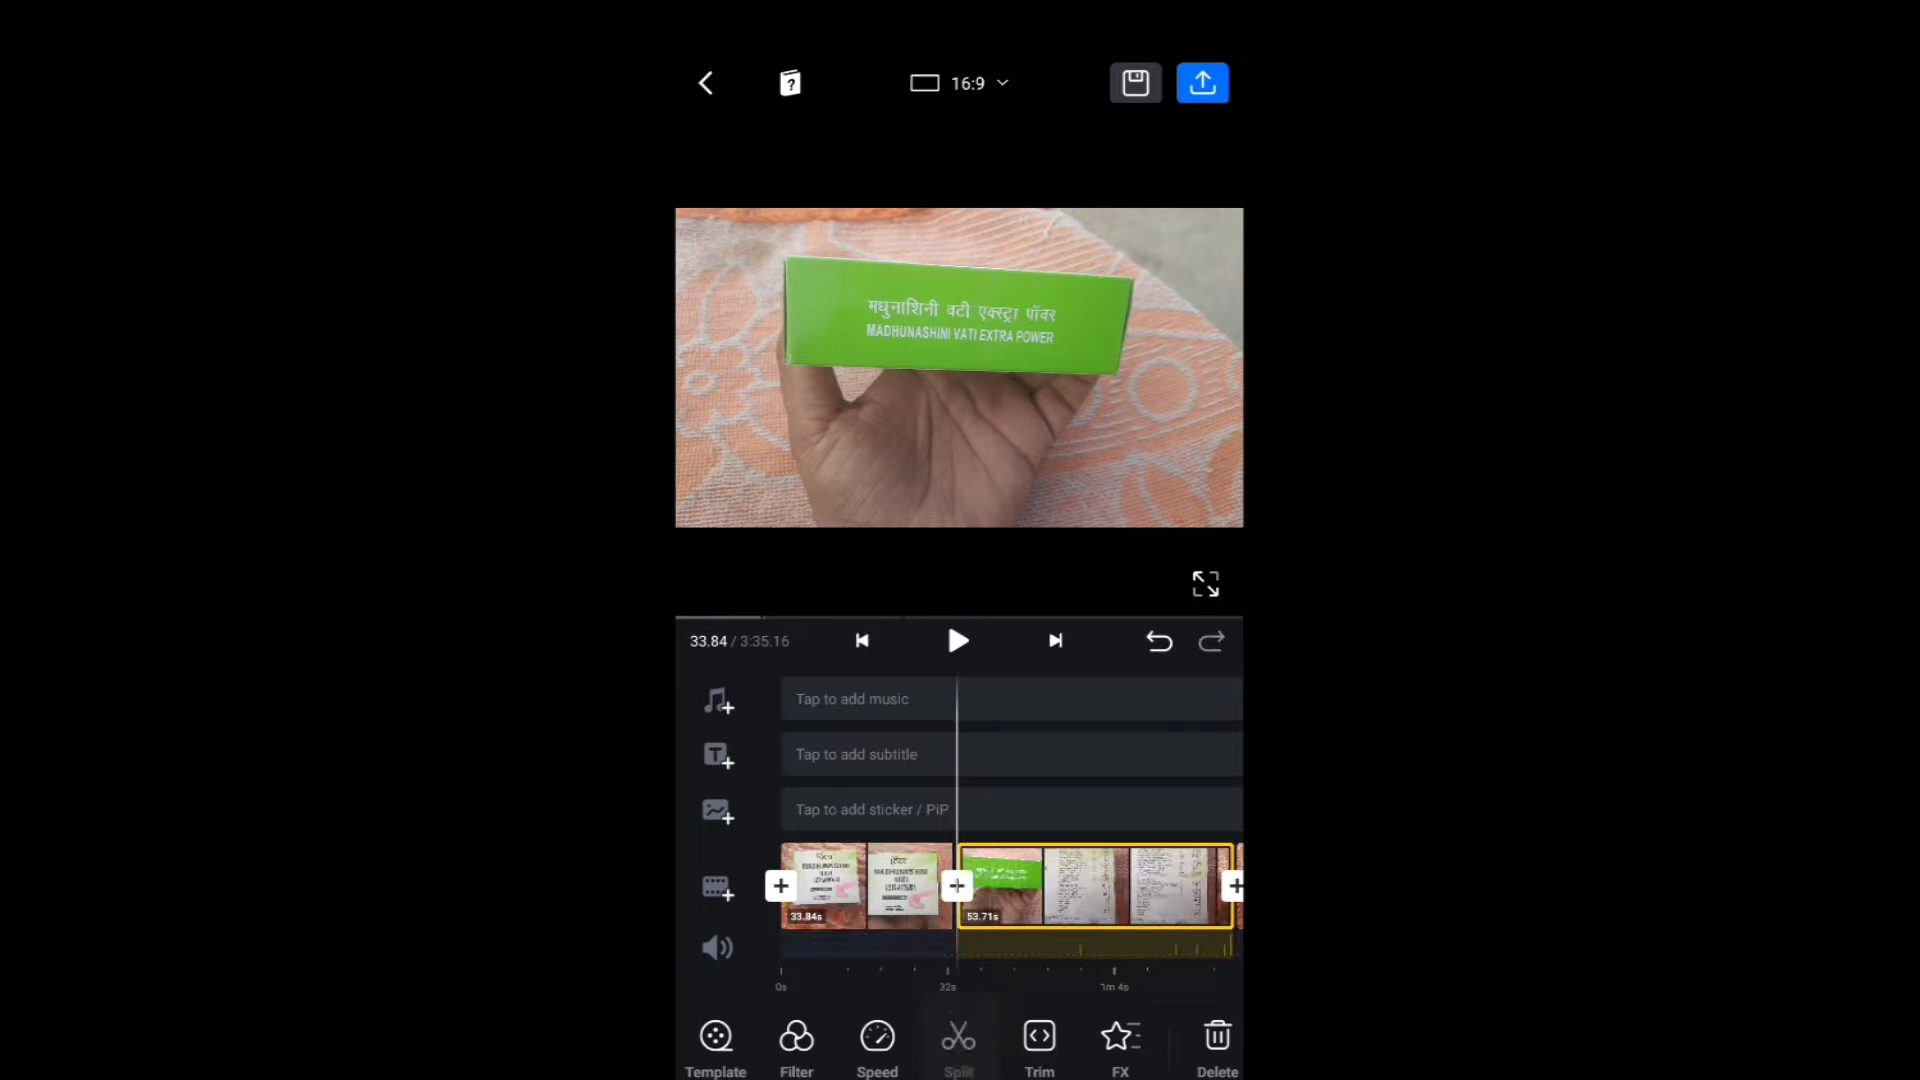 16:9
मधुनाशिनी वटी एक्स्ट्रा पॉवर
MADHUNASHINI VATI EXTRA POWER
33.84 / 3:35.16
Tap to add music
Tap to add subtitle
Tap to add sticker / PiP
33.84s
53.71s
0s
32s
1m 4s
Template
Filter
Speed
Split
Trim
FX
Delete